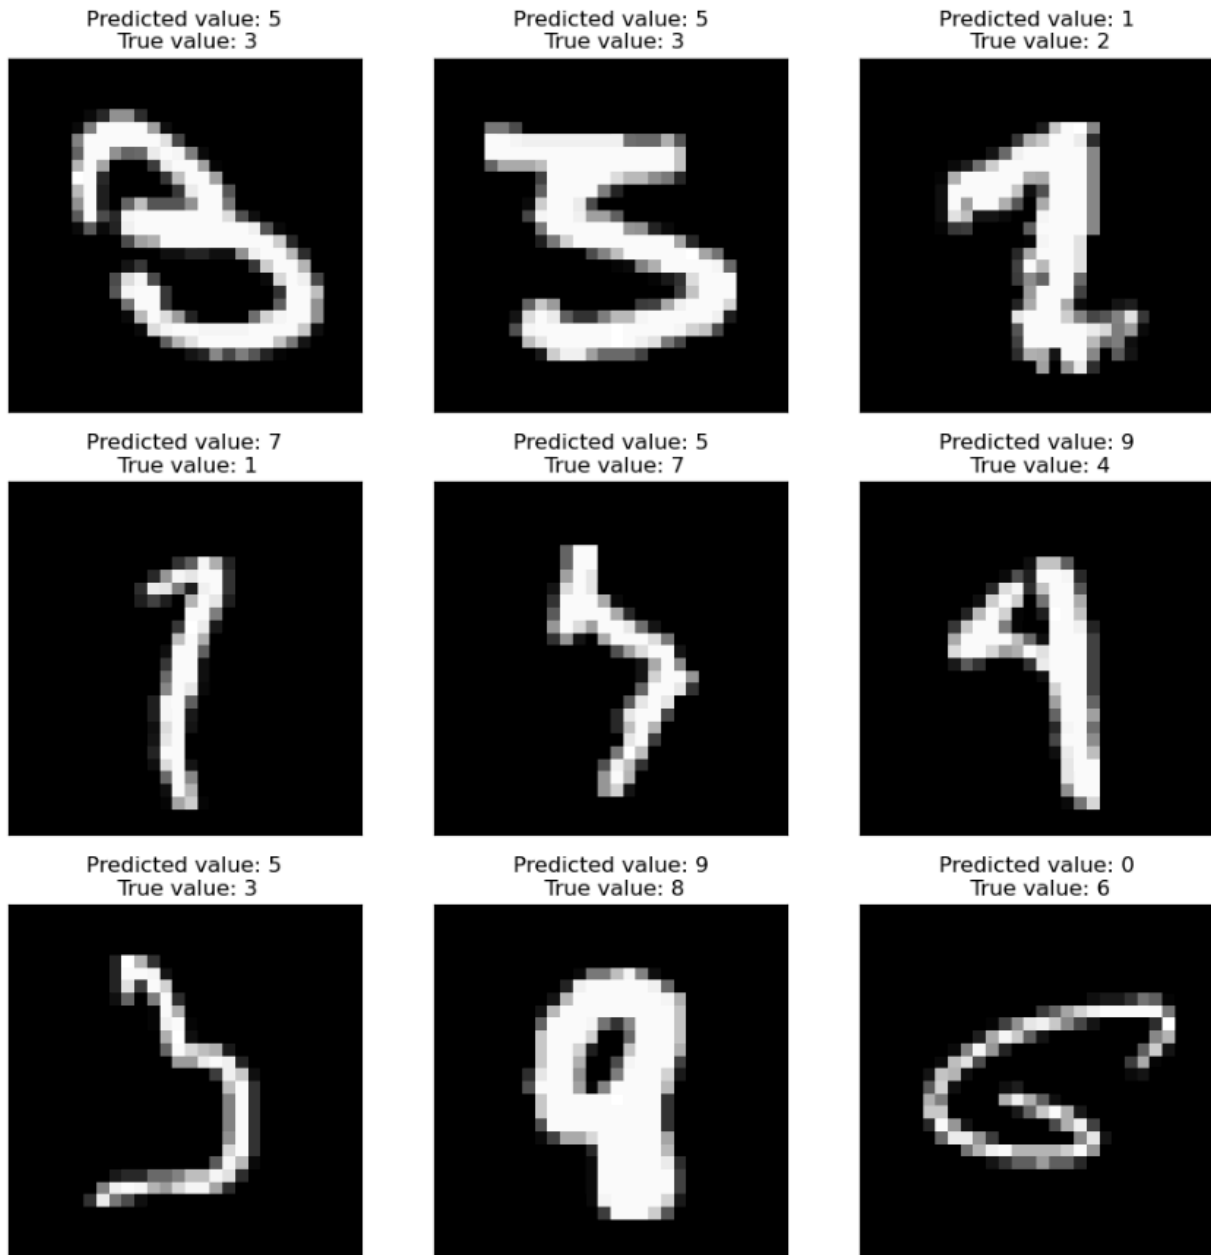 Predicted value: 5
True value: 3
Predicted value: 5
True value: 3
Predicted value: 1
True value: 2
Predicted value: 7
True value: 1
Predicted value: 5
True value: 7
Predicted value: 9
True value: 4
Predicted value: 5
True value: 3
Predicted value: 9
True value: 8
Predicted value: 0
True value: 6